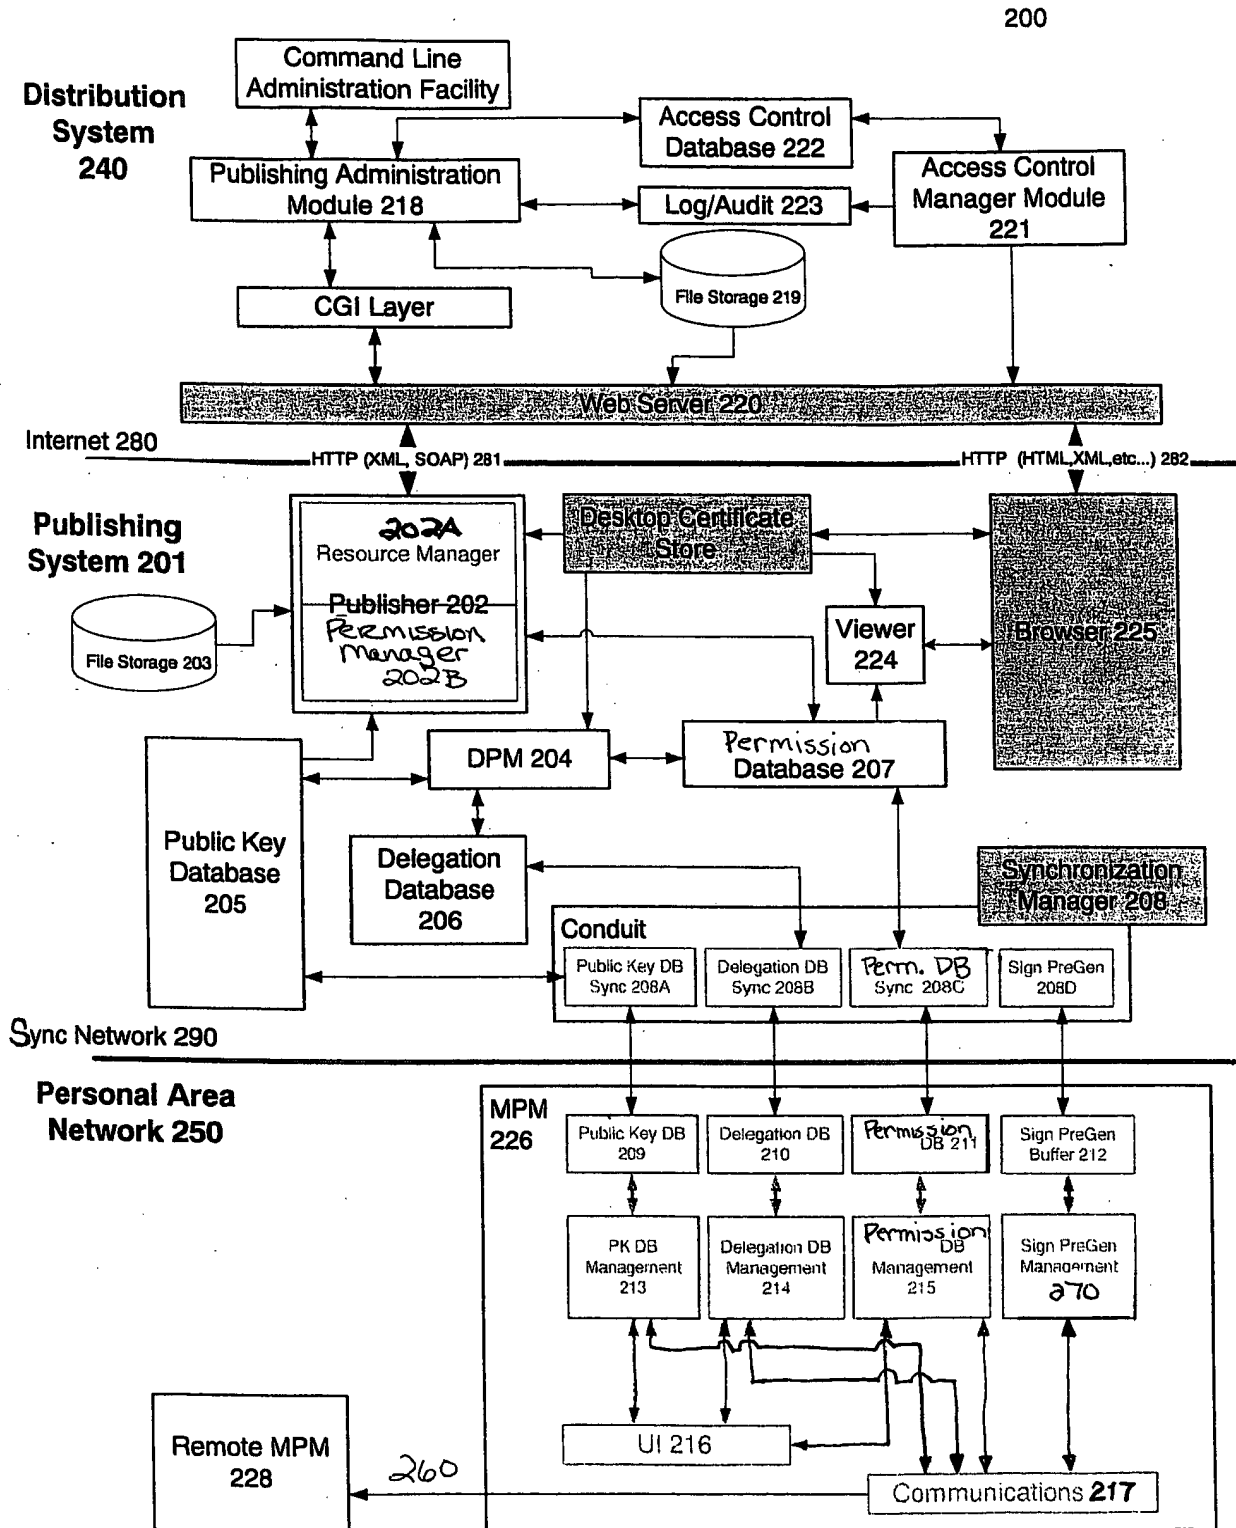 200
Command Line
Administration Facility
Distribution
System
240
Access Control
Database 222
Publishing Administration
Module 218
Access Control
Manager Module
221
Log/Audit 223
File Storage 219
CGI Layer
Web Server 220
Internet 280
HTTP (XML, SOAP) 281
HTTP (HTML,XML,etc...) 282
Publishing
System 201
202A
Resource Manager
Publisher 202
Permission
Manager
202B
Desktop Certificate
Store
File Storage 203
Viewer
224
Browser 225
DPM 204
Permission
Database 207
Public Key
Database
205
Delegation
Database
206
Synchronization
Manager 208
Conduit
Public Key DB
Sync 208A
Delegation DB
Sync 208B
Perm. DB
Sync 208C
Sign PreGen
208D
Sync Network 290
Personal Area
Network 250
MPM
226
Public Key DB
209
Delegation DB
210
Permission
DB 211
Sign PreGen
Buffer 212
PK DB
Management
213
Delegation DB
Management
214
Permission
DB
Management
215
Sign PreGen
Management
270
UI 216
Remote MPM
228
260
Communications 217